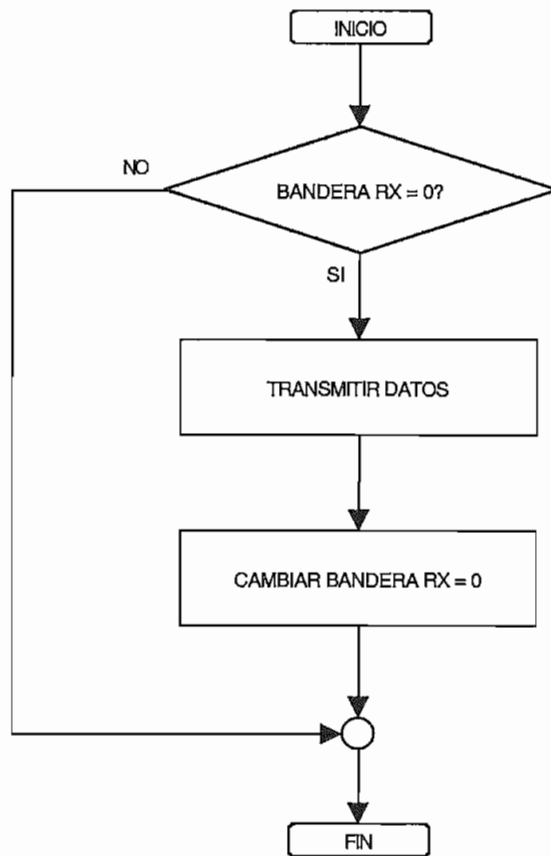 INICIO
NO
BANDERA RX = 0?
SI
TRANSMITIR DATOS
CAMBIAR BANDERA RX = 0
FIN